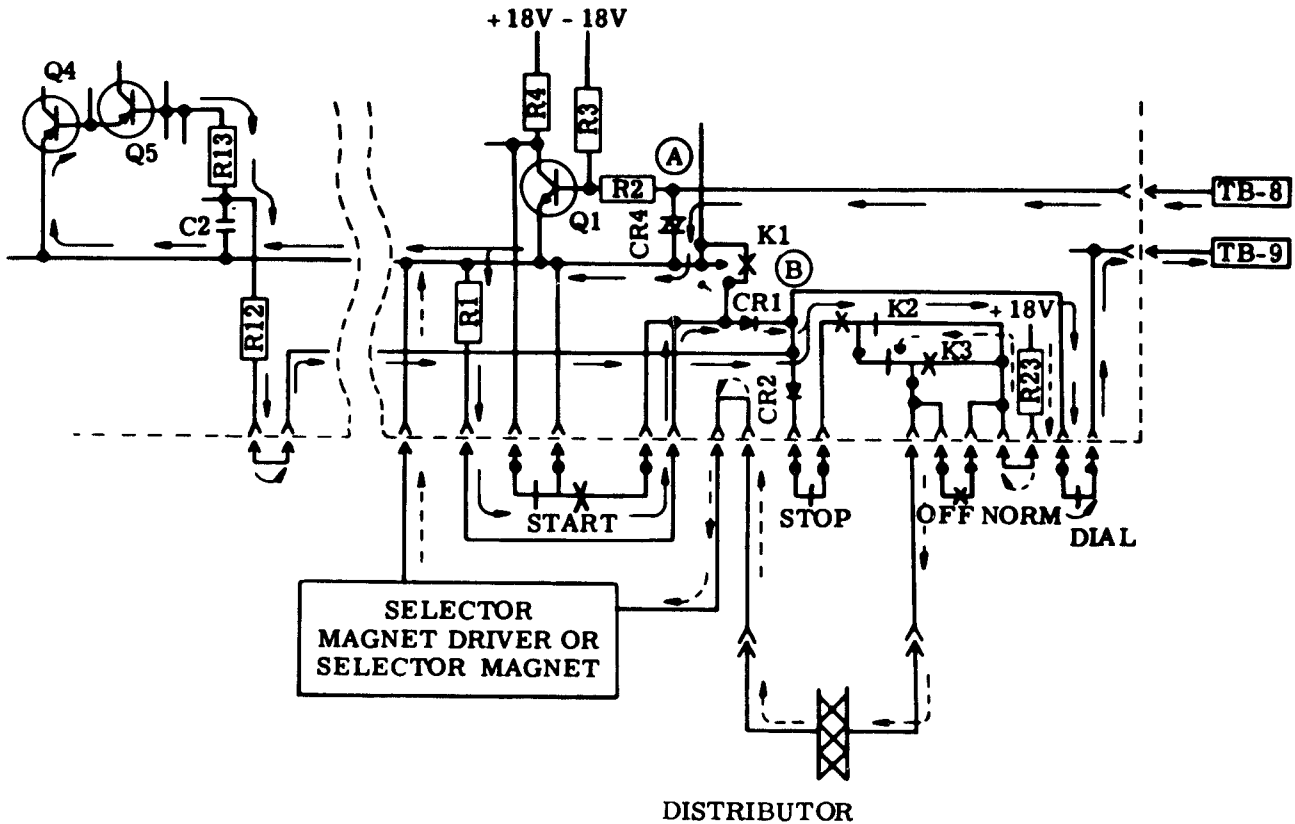 +18V -18V
Q4
Q5
R13
C2
R12
R4
R3
Q1
R2
A
CR4
K1
B
CR1
R1
CR2
K2
K3
+18V
R23
TB-8
TB-9
START
STOP
OFF NORM
DIAL
SELECTOR
MAGNET DRIVER OR
SELECTOR MAGNET
DISTRIBUTOR